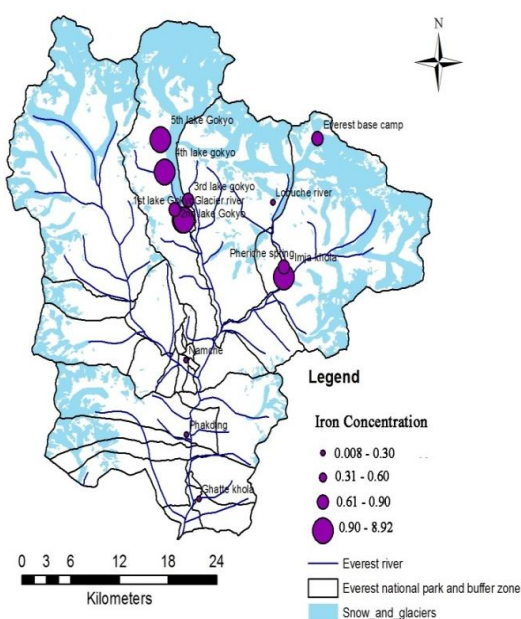 N
5th lake Gokyo
Everest base camp
4th lake gokyo
3rd lake gokyo
Lobuche river
1st lake Gokyo
Glacier river
2nd lake Gokyo
Pheriche spring
Imja khola
Namche
Phakding
Ghatte khola
Legend
Iron Concentration
0.008 - 0.30
0.31 - 0.60
0.61 - 0.90
0.90 - 8.92
Everest river
Everest national park and buffer zone
Snow_and_glaciers
0 3 6 12 18 24
Kilometers